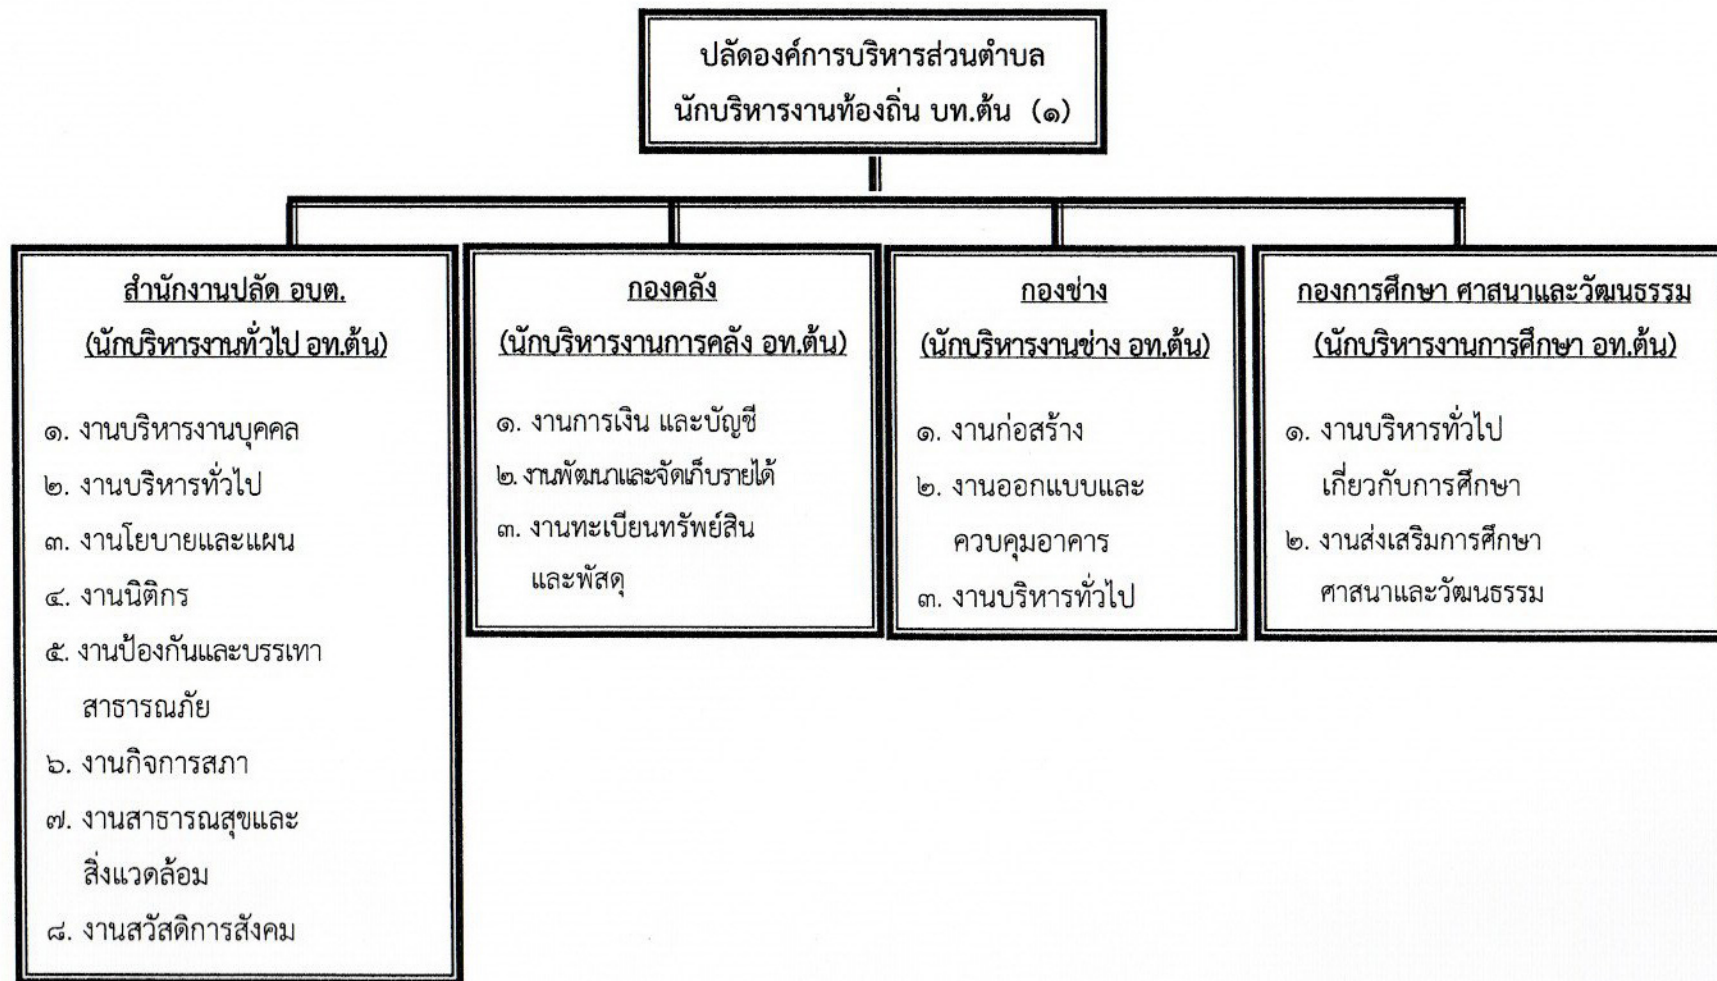 ปลัดองค์การบริหารส่วนตำบล
นักบริหารงานท้องถิ่น บท.ต้น (๑)
สำนักงานปลัด อบต.
(นักบริหารงานทั่วไป อท.ต้น)
๑. งานบริหารงานบุคคล
๒. งานบริหารทั่วไป
๓. งานโยบายและแผน
๔. งานนิติกร
๕. งานป้องกันและบรรเทา
สาธารณภัย
๖. งานกิจการสภา
๗. งานสาธารณสุขและ
สิ่งแวดล้อม
๘. งานสวัสดิการสังคม
กองคลัง
(นักบริหารงานการคลัง อท.ต้น)
๑. งานการเงิน และบัญชี
๒. งานพัฒนาและจัดเก็บรายได้
๓. งานทะเบียนทรัพย์สิน
และพัสดุ
กองช่าง
(นักบริหารงานช่าง อท.ต้น)
๑. งานก่อสร้าง
๒. งานออกแบบและ
ควบคุมอาคาร
๓. งานบริหารทั่วไป
กองการศึกษา ศาสนาและวัฒนธรรม
(นักบริหารงานการศึกษา อท.ต้น)
๑. งานบริหารทั่วไป
เกี่ยวกับการศึกษา
๒. งานส่งเสริมการศึกษา
ศาสนาและวัฒนธรรม